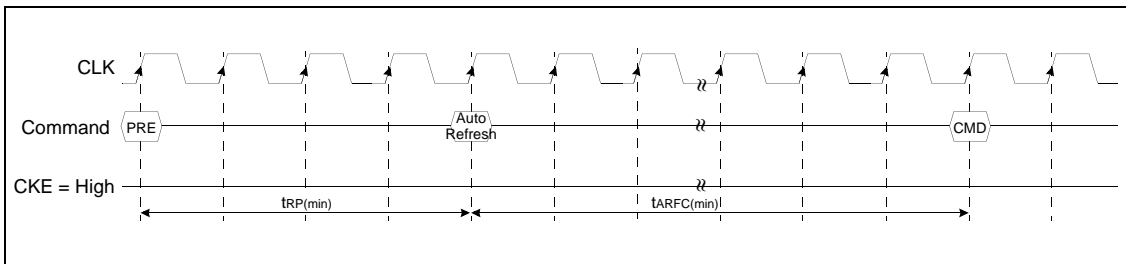 CLK
Command
PRE
Auto
Refresh
CMD
CKE = High
tRP(min)
tARFC(min)